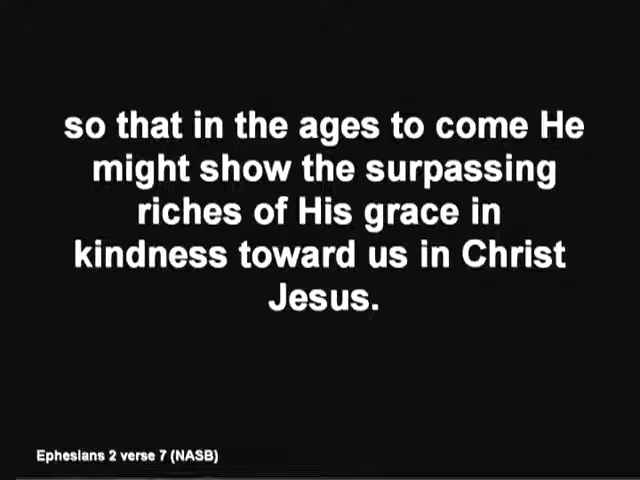 so that in the ages to come He
might show the surpassing
riches of His grace in
kindness toward us in Christ
Jesus.
Ephesians 2 verse 7 (NASB)